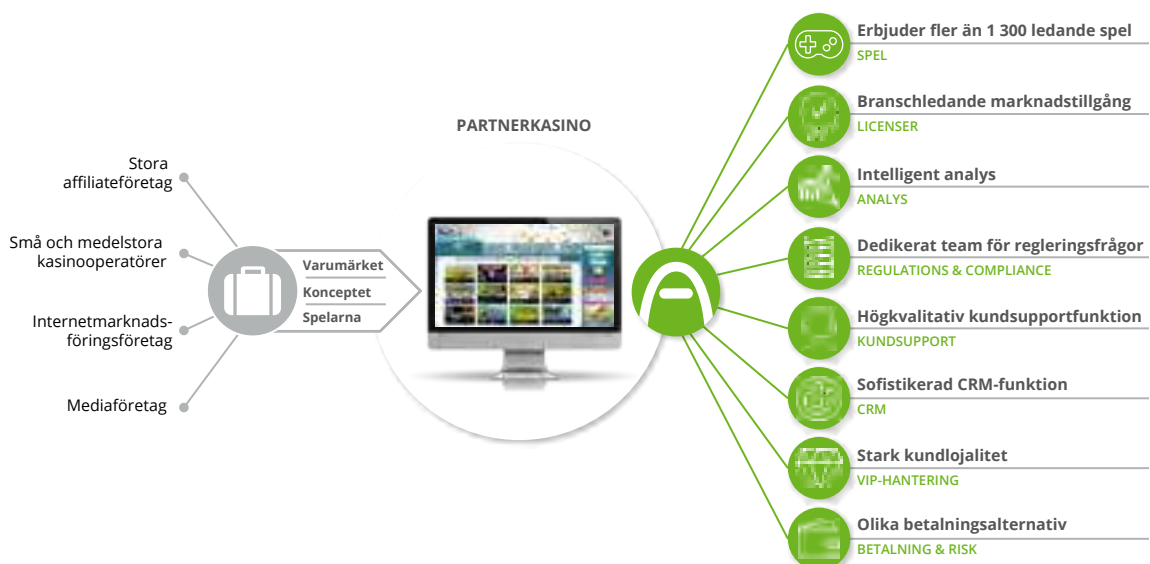 PARTNERKASINO
Stora
affiliateföretag
Små och medelstora
kasinooperatörer
Internetmarknads-
föringsföretag
Mediaföretag
Varumärket
Konceptet
Spelarna
Erbjuder fler än 1 300 ledande spel
SPEL
Branschledande marknadstillgång
LICENSER
Intelligent analys
ANALYS
Dedikerat team för regleringsfrågor
REGULATIONS & COMPLIANCE
Högkvalitativ kundsupportfunktion
KUNDSUPPORT
Sofistikerad CRM-funktion
CRM
Stark kundlojalitet
VIP-HANTERING
Olika betalningsalternativ
BETALNING & RISK